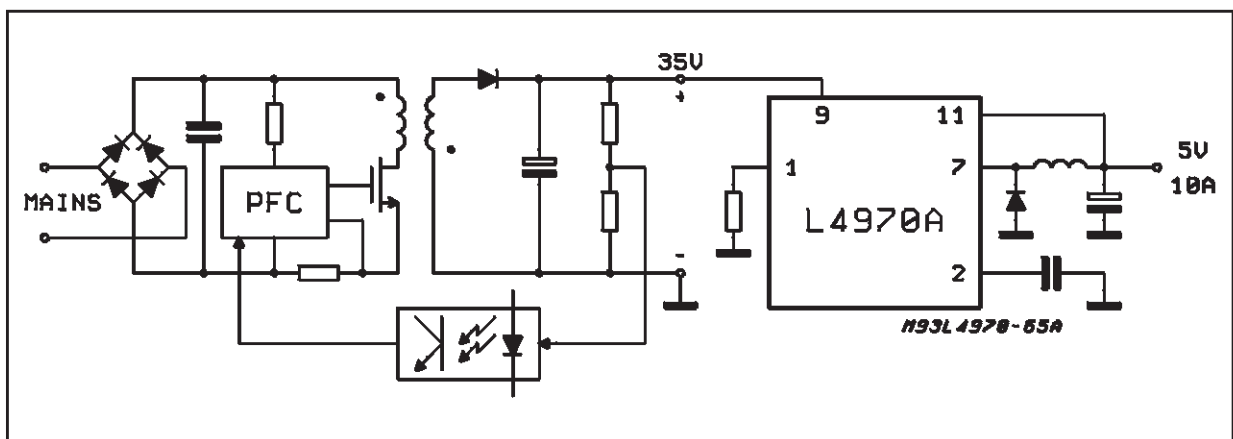 35V
+
9
11
1
7
5V
10A
MAINS
PFC
L4970A
-
2
M93L4970-65A